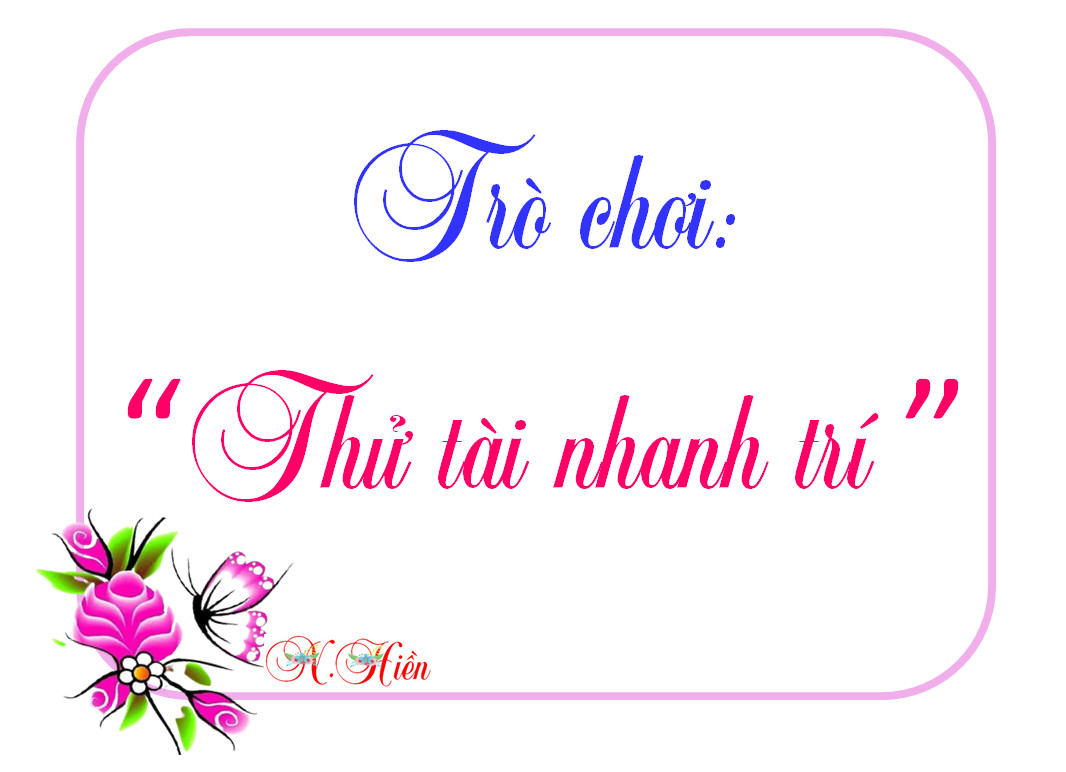 Trò chơi:
“Thử tài nhanh trí”
N.Hiền